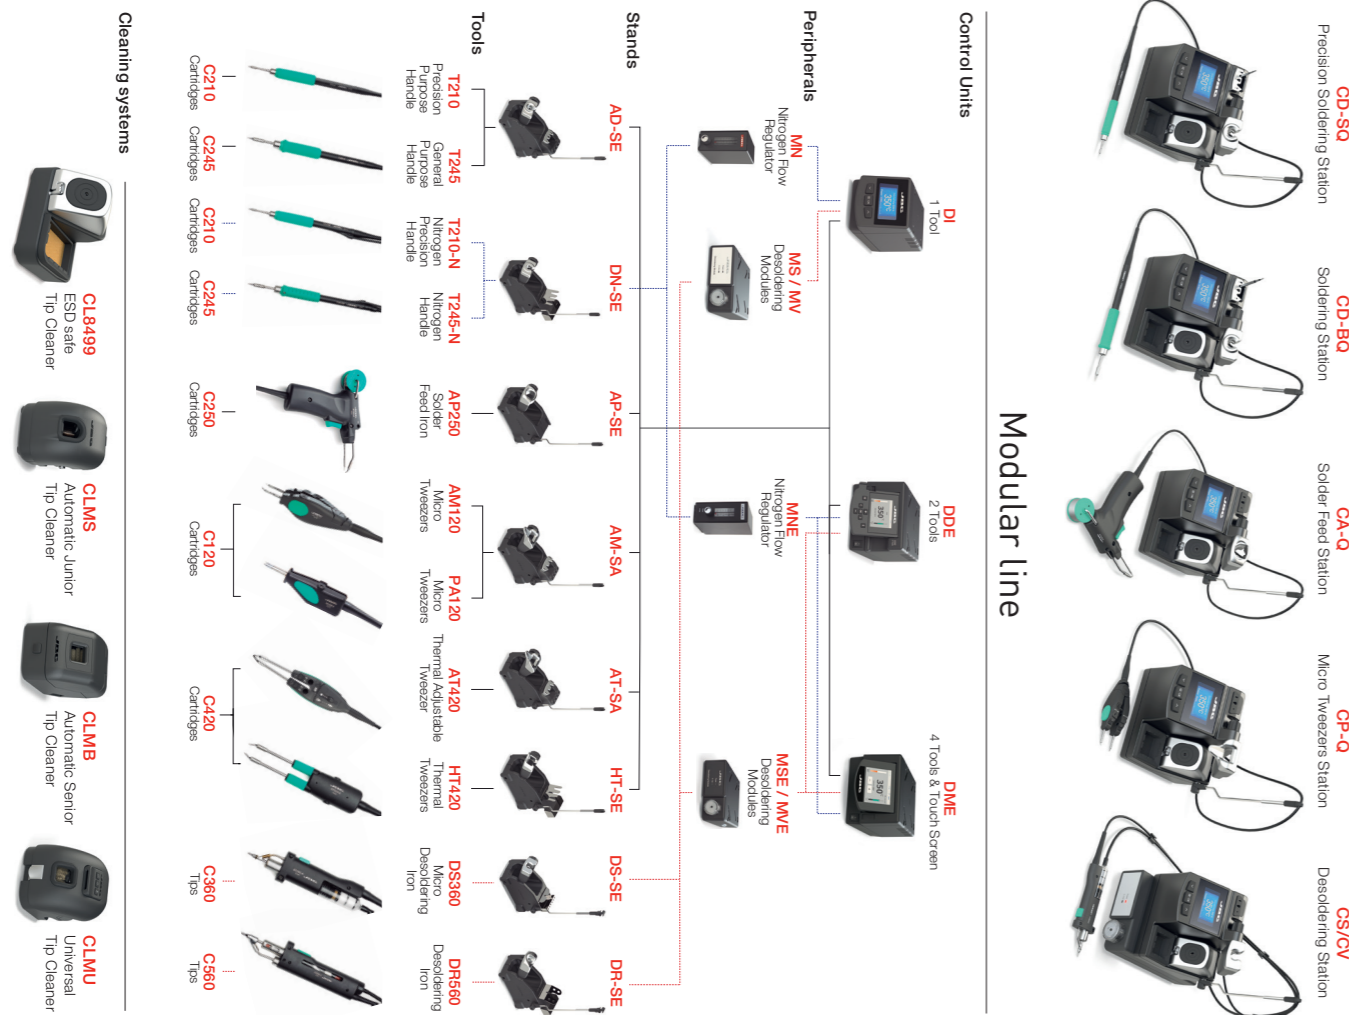 CD-SQ
Precision Soldering Station
CD-BQ
Soldering Station
CA-Q
Solder Feed Station
CP-Q
Micro Tweezers Station
CS/CV
Desoldering Station
Modular line
Control Units
DI
1 Tool
DDE
2 Tools
DME
4 Tools & Touch Screen
Peripherals
MN
Nitrogen Flow
Regulator
MS / MV
Desoldering
Modules
MNE
Nitrogen Flow
Regulator
MSE / MVE
Desoldering
Modules
Stands
AD-SE
DN-SE
AP-SE
AM-SA
AT-SA
HT-SE
DS-SE
DR-SE
Tools
T210
Precision
Purpose
Handle
T245
General
Purpose
Handle
T210-N
Nitrogen
Precision
Handle
T245-N
Nitrogen
Handle
AP250
Solder
Feed Iron
AM120
Micro
Tweezers
PA120
Micro
Tweezers
AT420
Thermal Adjustable
Tweezer
HT420
Thermal
Tweezers
DS360
Micro
Desoldering
Iron
DR560
Desoldering
Iron
C210
Cartridges
C245
Cartridges
C210
Cartridges
C245
Cartridges
C250
Cartridges
C120
Cartridges
C420
Cartridges
C360
Tips
C560
Tips
Cleaning systems
CL8499
ESD safe
Tip Cleaner
CLMS
Automatic Junior
Tip Cleaner
CLMB
Automatic Senior
Tip Cleaner
CLMU
Universal
Tip Cleaner